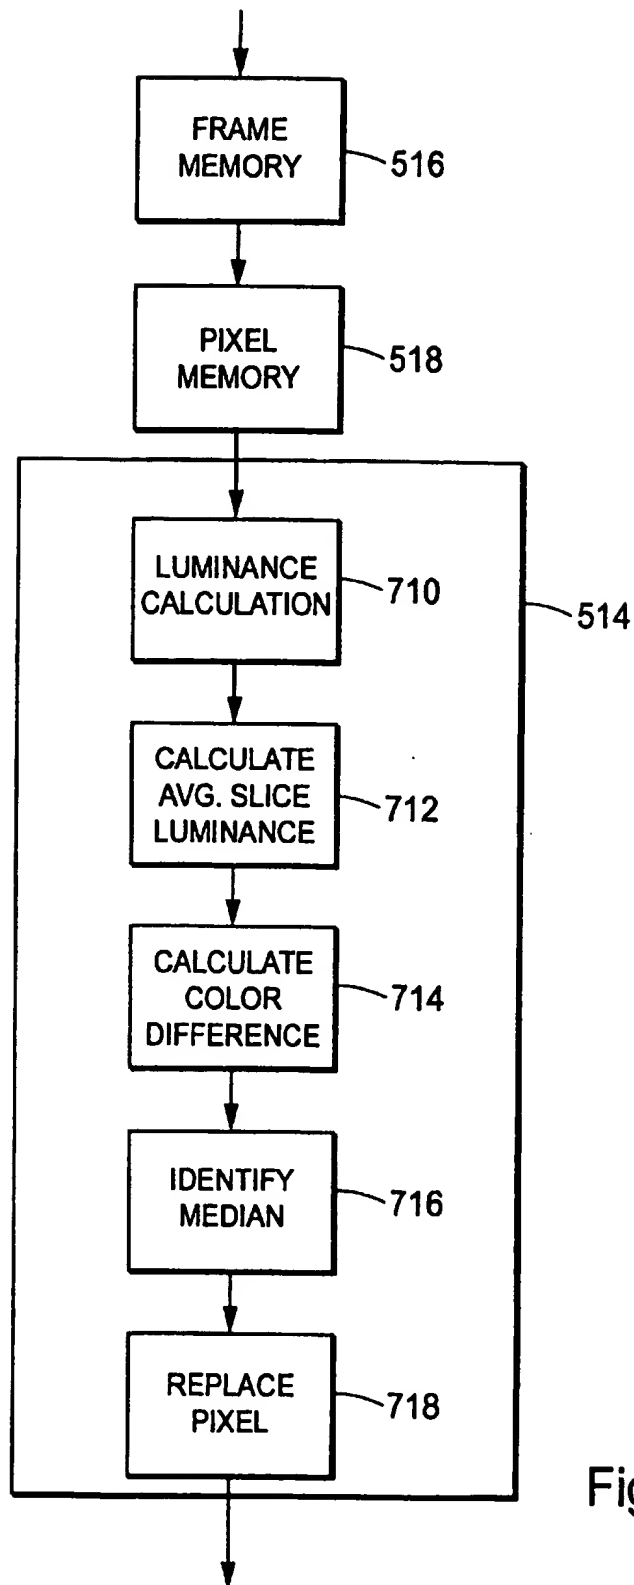 FRAME
MEMORY
516
PIXEL
MEMORY
518
LUMINANCE
CALCULATION
710
514
CALCULATE
AVG. SLICE
LUMINANCE
712
CALCULATE
COLOR
DIFFERENCE
714
IDENTIFY
MEDIAN
716
REPLACE
PIXEL
718